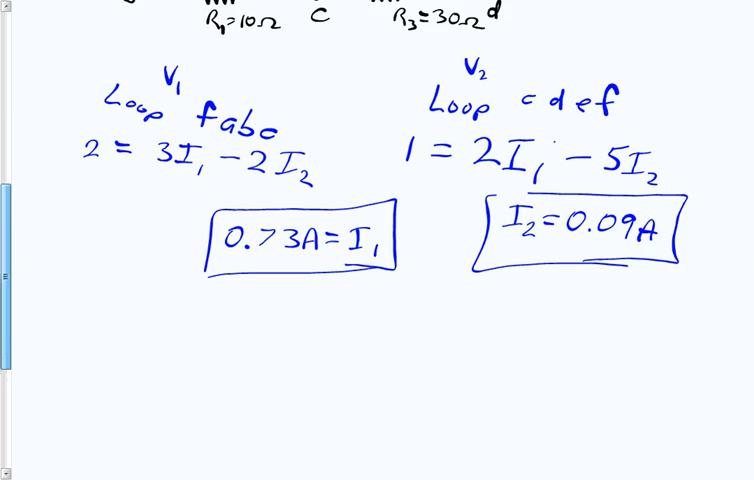 R₁=10Ω C R₃=30Ω d
V₁
Loop fabc
2 = 3I₁ - 2I₂
0.73A = I₁
V₂
Loop cdef
1 = 2I₁ - 5I₂
I₂ = 0.09A